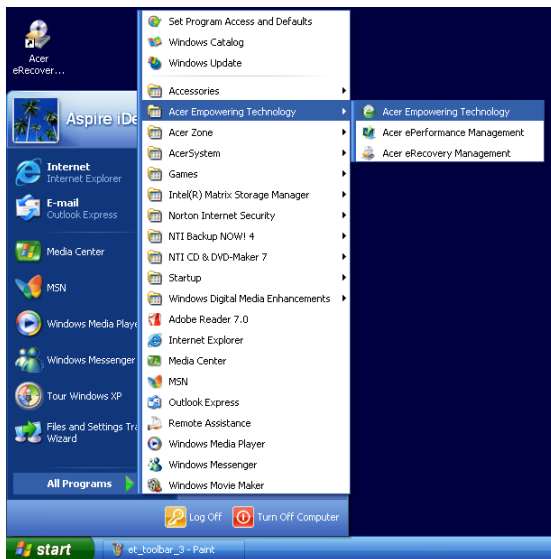 Acer
eRecover...
Aspire iDe
Internet
Internet Explorer
E-mail
Outlook Express
Media Center
MSN
Windows Media Playe
Windows Messenger
Tour Windows XP
Files and Settings Tra
Wizard
All Programs
Set Program Access and Defaults
Windows Catalog
Windows Update
Accessories
Acer Empowering Technology
Acer Zone
AcerSystem
Games
Intel(R) Matrix Storage Manager
Norton Internet Security
NTI Backup NOW! 4
NTI CD & DVD-Maker 7
Startup
Windows Digital Media Enhancements
Adobe Reader 7.0
Internet Explorer
Media Center
MSN
Outlook Express
Remote Assistance
Windows Media Player
Windows Messenger
Windows Movie Maker
Acer Empowering Technology
Acer ePerformance Management
Acer eRecovery Management
Log Off
Turn Off Computer
start
et_toolbar_3 - Paint